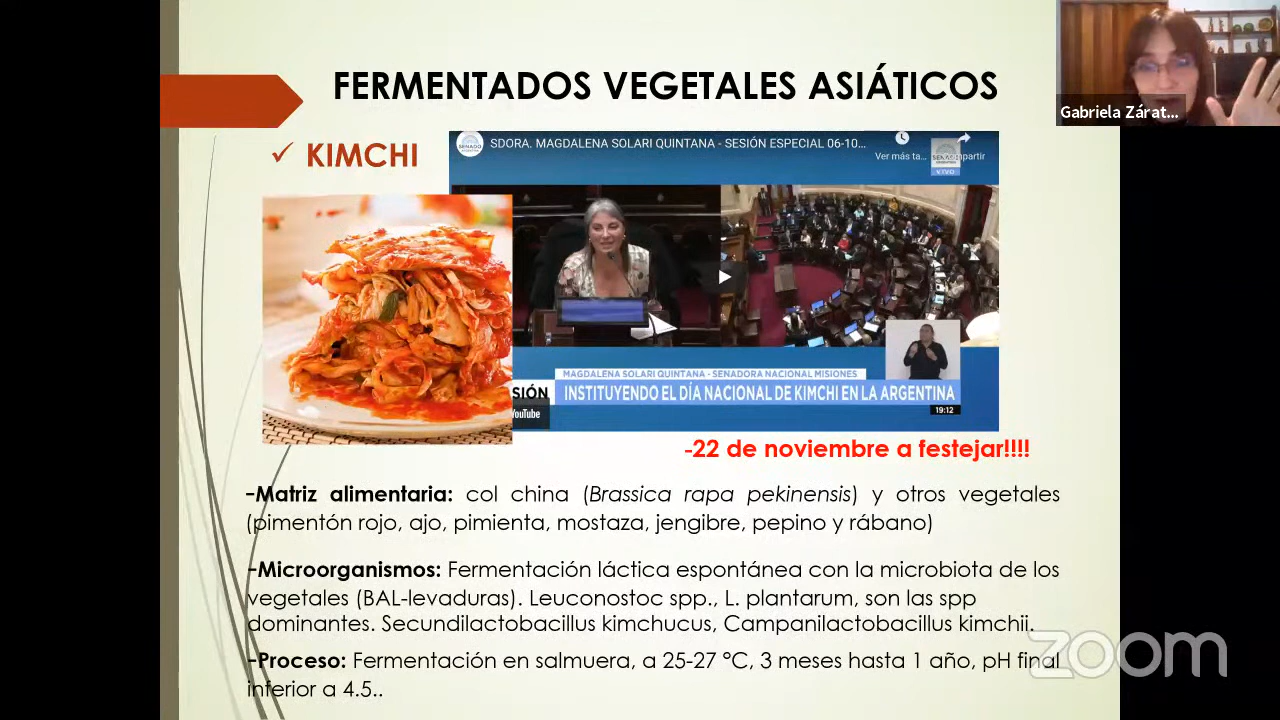 FERMENTADOS VEGETALES ASIÁTICOS
Gabriela Zárat...
✓ KIMCHI
SDORA. MAGDALENA SOLARI QUINTANA - SESIÓN ESPECIAL 06-10...
Ver más ta...
SENADO
ARGENTINA
VIVO
MAGDALENA SOLARI QUINTANA - SENADORA NACIONAL MISIONES
SIÓN
INSTITUYENDO EL DÍA NACIONAL DE KIMCHI EN LA ARGENTINA
YouTube
19:12
-22 de noviembre a festejar!!!!
-Matriz alimentaria: col china (Brassica rapa pekinensis) y otros vegetales
(pimentón rojo, ajo, pimienta, mostaza, jengibre, pepino y rábano)
-Microorganismos: Fermentación láctica espontánea con la microbiota de los
vegetales (BAL-levaduras). Leuconostoc spp., L. plantarum, son las spp
dominantes. Secundilactobacillus kimchucus, Campanilactobacillus kimchii.
-Proceso: Fermentación en salmuera, a 25-27 °C, 3 meses hasta 1 año, pH final
inferior a 4.5..
zoom